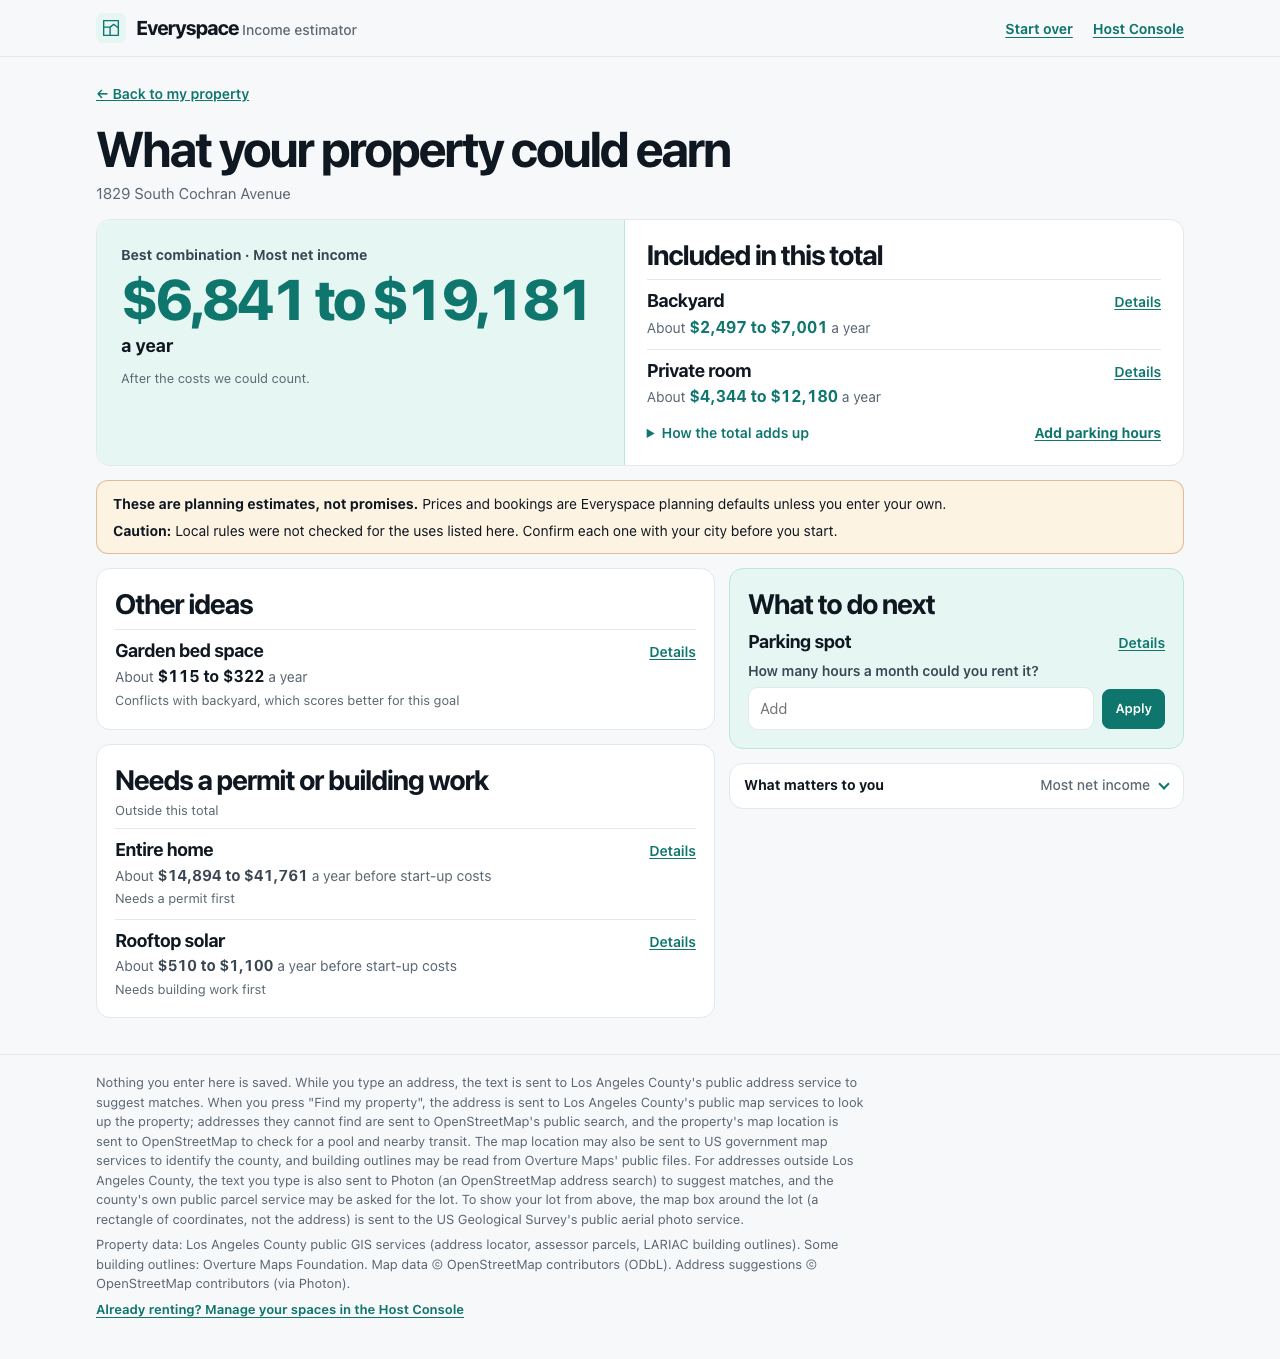 Everyspace Income estimator
Start over
Host Console
← Back to my property
What your property could earn
1829 South Cochran Avenue
Best combination · Most net income
$6,841 to $19,181
a year
After the costs we could count.
Included in this total
Backyard
Details
About $2,497 to $7,001 a year
Private room
Details
About $4,344 to $12,180 a year
▶ How the total adds up
Add parking hours
These are planning estimates, not promises. Prices and bookings are Everyspace planning defaults unless you enter your own.
Caution: Local rules were not checked for the uses listed here. Confirm each one with your city before you start.
Other ideas
Garden bed space
Details
About $115 to $322 a year
Conflicts with backyard, which scores better for this goal
Needs a permit or building work
Outside this total
Entire home
Details
About $14,894 to $41,761 a year before start-up costs
Needs a permit first
Rooftop solar
Details
About $510 to $1,100 a year before start-up costs
Needs building work first
What to do next
Parking spot
Details
How many hours a month could you rent it?
Add
Apply
What matters to you
Most net income
Nothing you enter here is saved. While you type an address, the text is sent to Los Angeles County's public address service to
suggest matches. When you press "Find my property", the address is sent to Los Angeles County's public map services to look
up the property; addresses they cannot find are sent to OpenStreetMap's public search, and the property's map location is
sent to OpenStreetMap to check for a pool and nearby transit. The map location may also be sent to US government map
services to identify the county, and building outlines may be read from Overture Maps' public files. For addresses outside Los
Angeles County, the text you type is also sent to Photon (an OpenStreetMap address search) to suggest matches, and the
county's own public parcel service may be asked for the lot. To show your lot from above, the map box around the lot (a
rectangle of coordinates, not the address) is sent to the US Geological Survey's public aerial photo service.
Property data: Los Angeles County public GIS services (address locator, assessor parcels, LARIAC building outlines). Some
building outlines: Overture Maps Foundation. Map data © OpenStreetMap contributors (ODbL). Address suggestions ©
OpenStreetMap contributors (via Photon).
Already renting? Manage your spaces in the Host Console